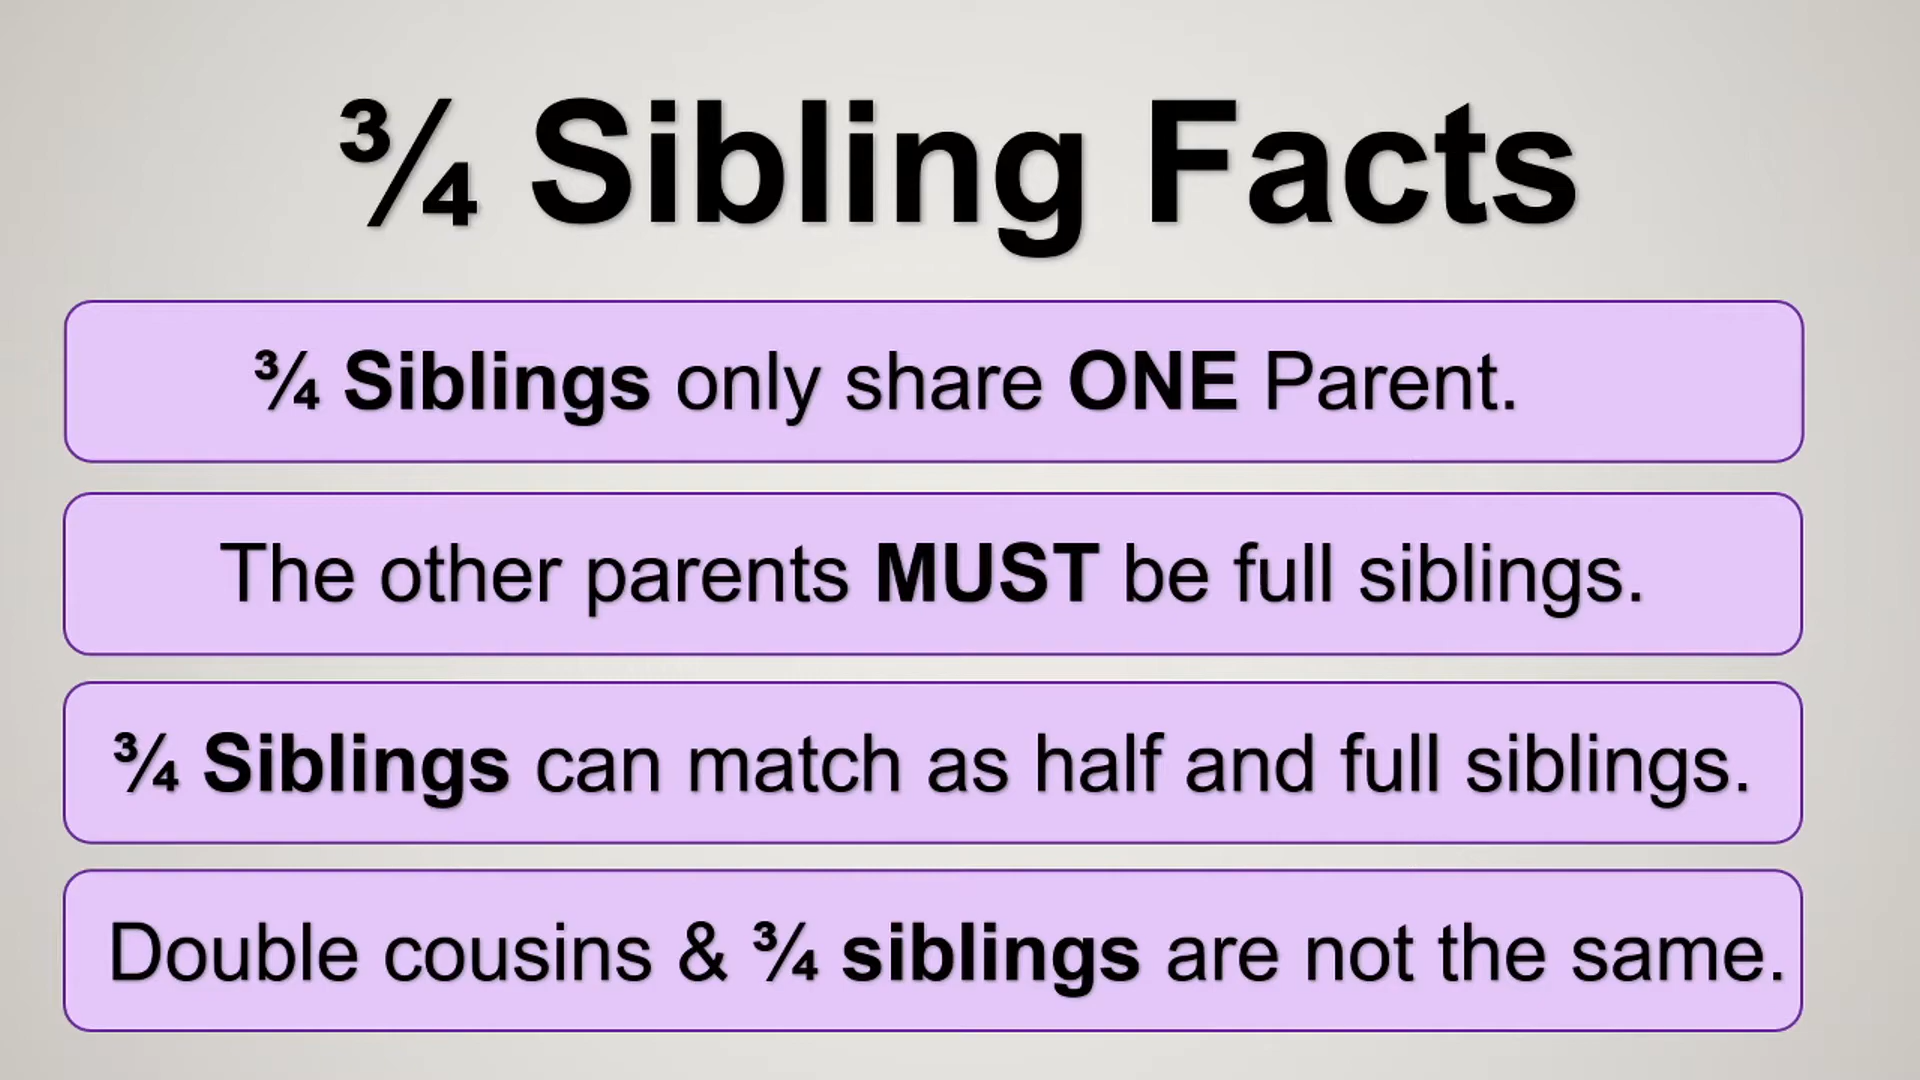 ¾ Sibling Facts
¾ Siblings only share ONE Parent.
The other parents MUST be full siblings.
¾ Siblings can match as half and full siblings.
Double cousins & ¾ siblings are not the same.